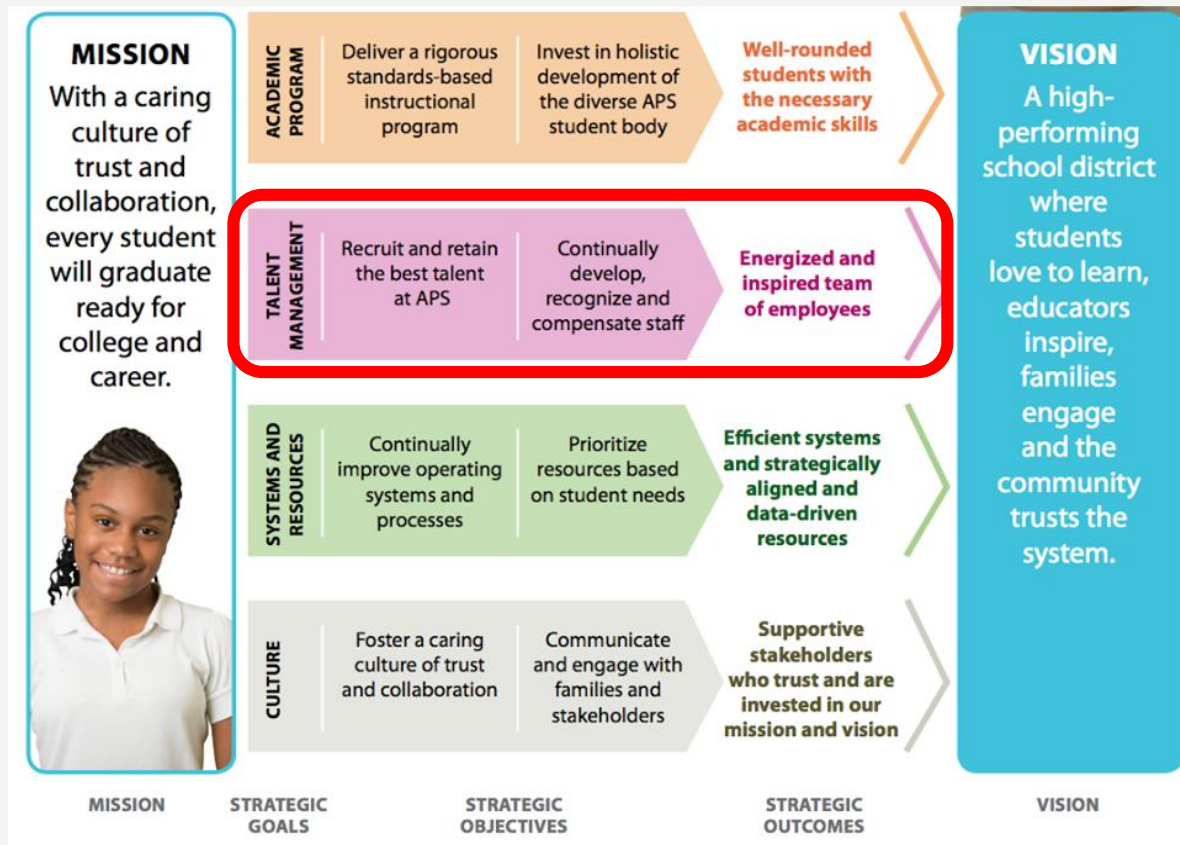 MISSION
With a caring
culture of
trust and
collaboration,
every student
will graduate
ready for
college and
career.
ACADEMIC
PROGRAM
Deliver a rigorous
standards-based
instructional
program
Invest in holistic
development of
the diverse APS
student body
Well-rounded
students with
the necessary
academic skills
TALENT
MANAGEMENT
Recruit and retain
the best talent
at APS
Continually
develop,
recognize and
compensate staff
Energized and
inspired team
of employees
SYSTEMS AND
RESOURCES
Continually
improve operating
systems and
processes
Prioritize
resources based
on student needs
Efficient systems
and strategically
aligned and
data-driven
resources
CULTURE
Foster a caring
culture of trust
and collaboration
Communicate
and engage with
families and
stakeholders
Supportive
stakeholders
who trust and are
invested in our
mission and vision
VISION
A high-
performing
school district
where
students
love to learn,
educators
inspire,
families
engage
and the
community
trusts the
system.
MISSION
STRATEGIC
GOALS
STRATEGIC
OBJECTIVES
STRATEGIC
OUTCOMES
VISION